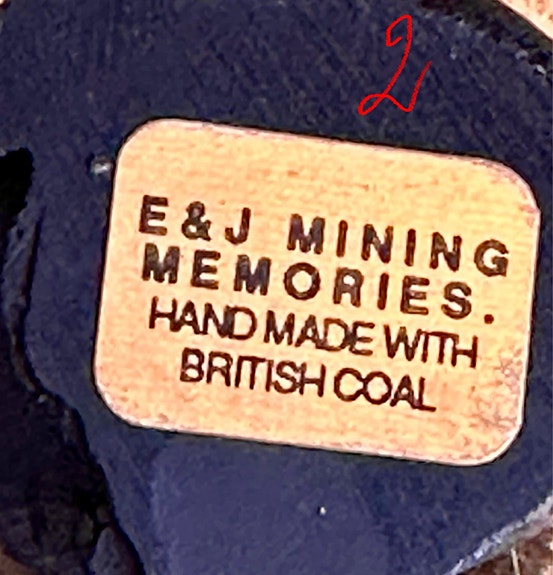 2
E&J MINING
MEMORIES.
HAND MADE WITH
BRITISH COAL